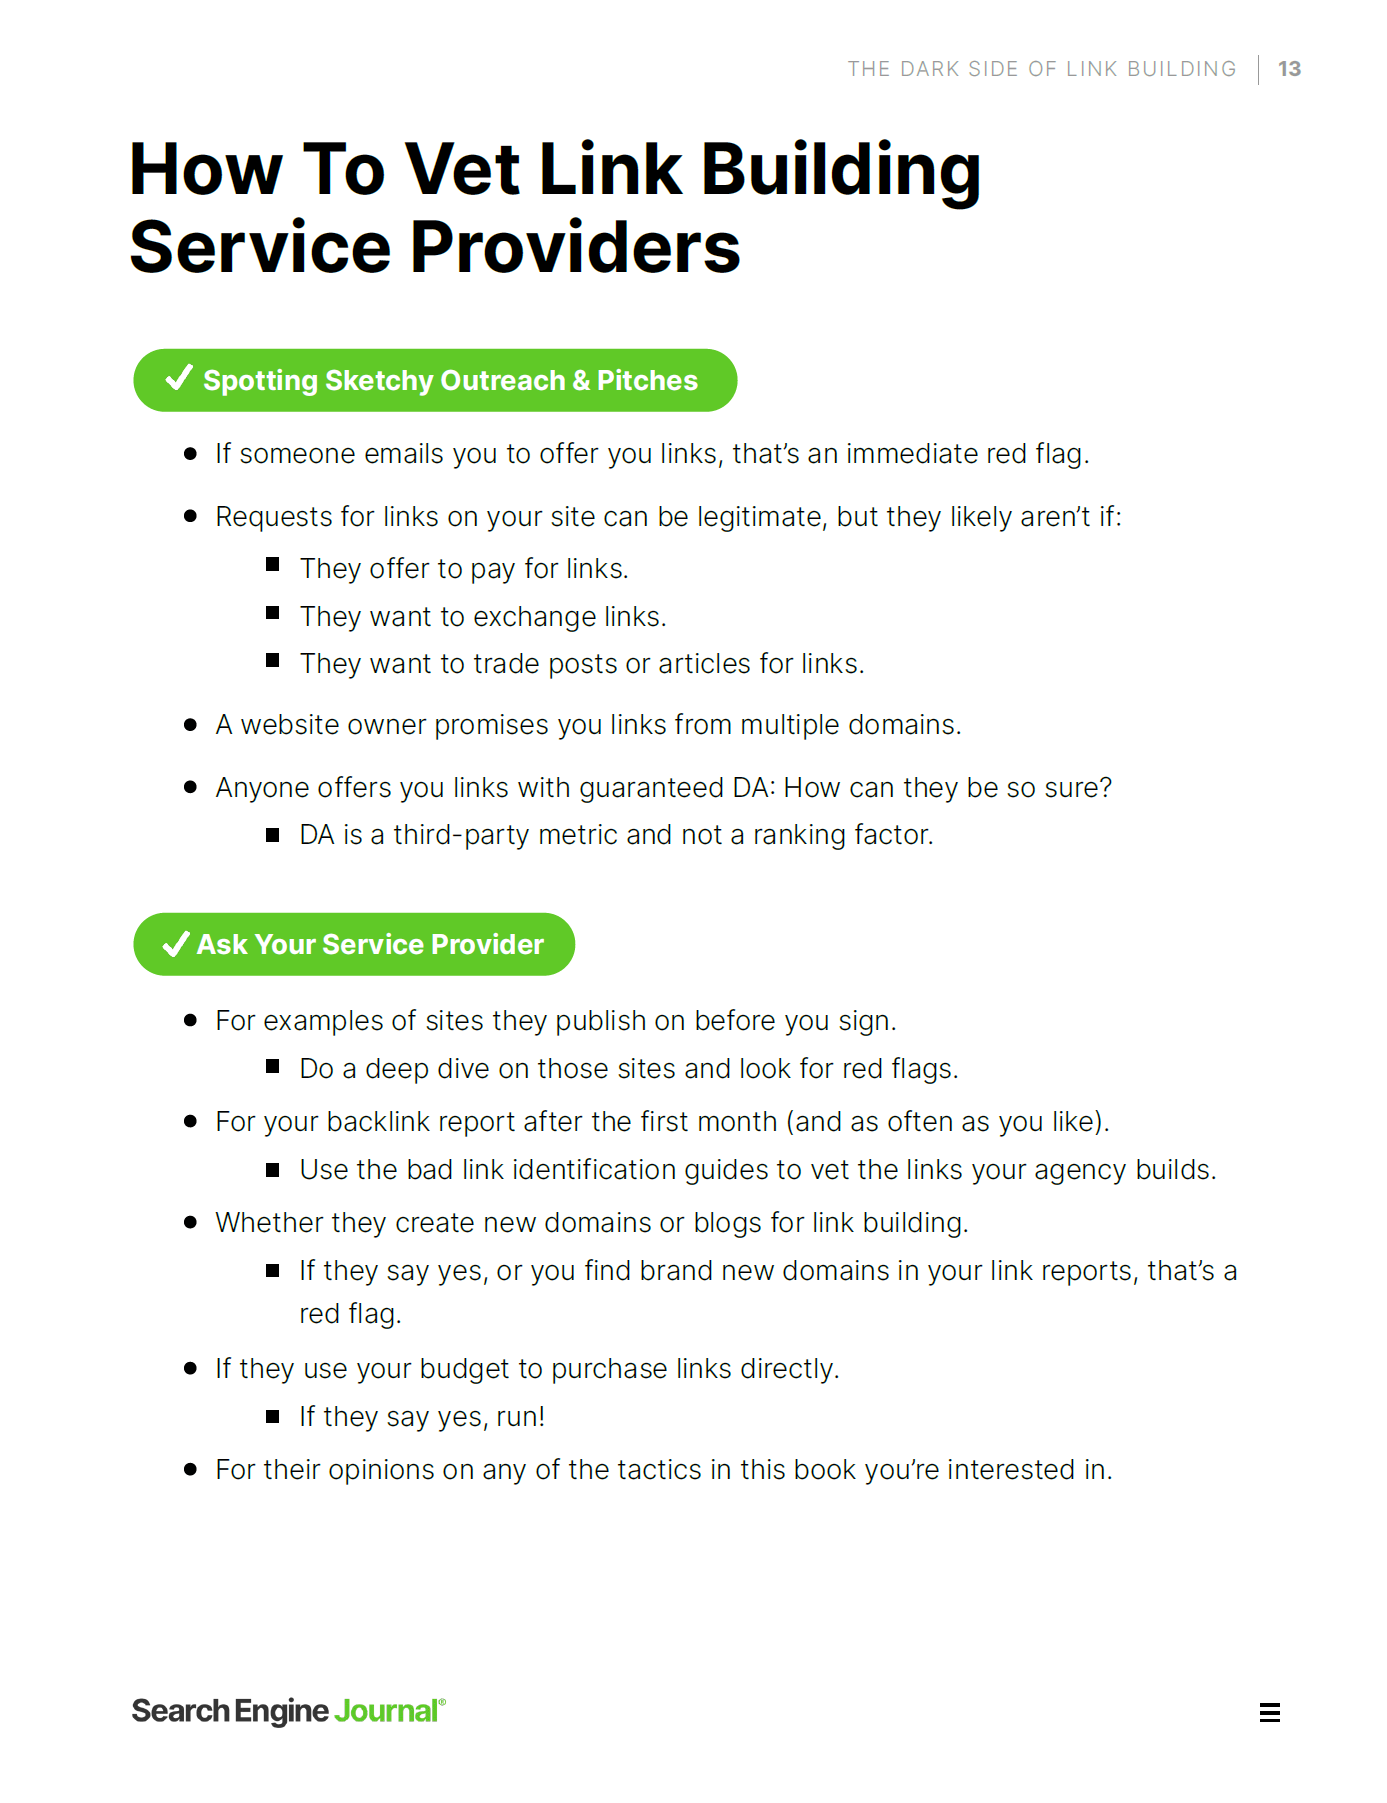 THE DARK SIDE OF LINK BUILDING 13
How To Vet Link Building
Service Providers
Spotting Sketchy Outreach & Pitches
If someone emails you to offer you links, that’s an immediate red flag.
Requests for links on your site can be legitimate, but they likely aren’t if:
They offer to pay for links.
They want to exchange links.
They want to trade posts or articles for links.
A website owner promises you links from multiple domains.
Anyone offers you links with guaranteed DA: How can they be so sure?
DA is a third-party metric and not a ranking factor.
Ask Your Service Provider
For examples of sites they publish on before you sign.
Do a deep dive on those sites and look for red flags.
For your backlink report after the first month (and as often as you like).
Use the bad link identification guides to vet the links your agency builds.
Whether they create new domains or blogs for link building.
If they say yes, or you find brand new domains in your link reports, that’s a
red flag.
If they use your budget to purchase links directly.
If they say yes, run!
For their opinions on any of the tactics in this book you’re interested in.
Search Engine Journal®